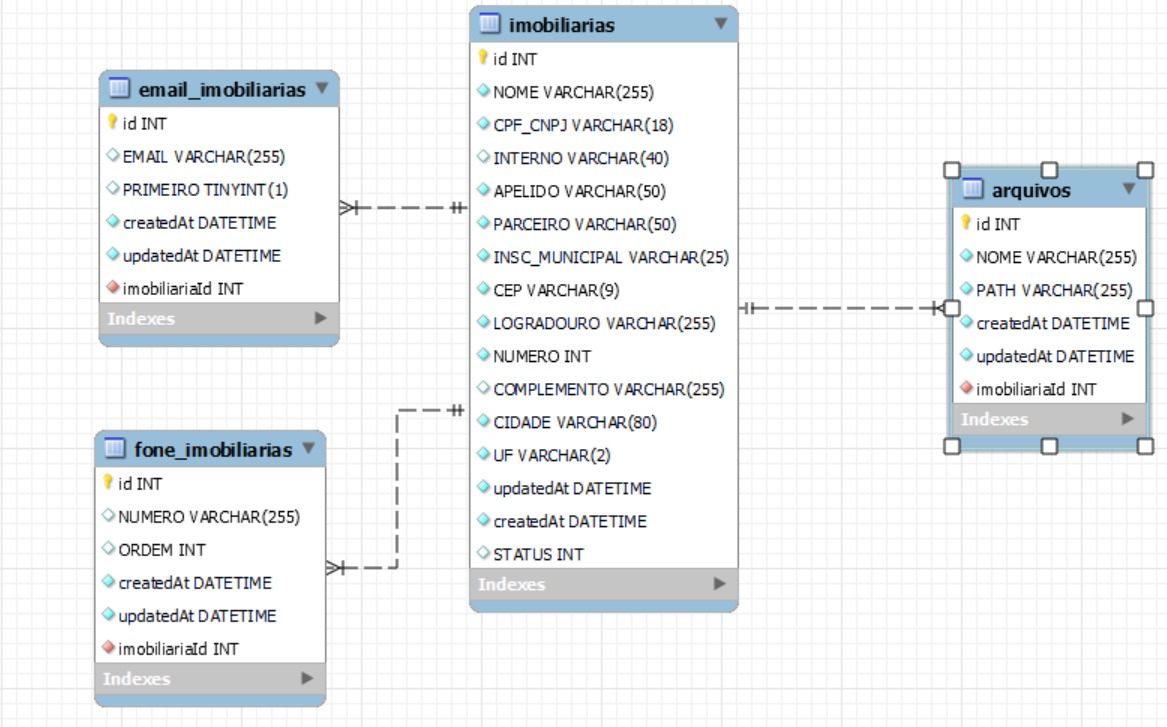 email_imobiliarias
id INT
EMAIL VARCHAR(255)
PRIMEIRO TINYINT(1)
createdAt DATETIME
updatedAt DATETIME
imobiliariaId INT
Indexes
fone_imobiliarias
id INT
NUMERO VARCHAR(255)
ORDEM INT
createdAt DATETIME
updatedAt DATETIME
imobiliariaId INT
Indexes
imobiliarias
id INT
NOME VARCHAR(255)
CPF_CNPJ VARCHAR(18)
INTERNO VARCHAR(40)
APELIDO VARCHAR(50)
PARCEIRO VARCHAR(50)
INSC_MUNICIPAL VARCHAR(25)
CEP VARCHAR(9)
LOGRADOURO VARCHAR(255)
NUMERO INT
COMPLEMENTO VARCHAR(255)
CIDADE VARCHAR(80)
UF VARCHAR(2)
updatedAt DATETIME
createdAt DATETIME
STATUS INT
Indexes
arquivos
id INT
NOME VARCHAR(255)
PATH VARCHAR(255)
createdAt DATETIME
updatedAt DATETIME
imobiliariaId INT
Indexes